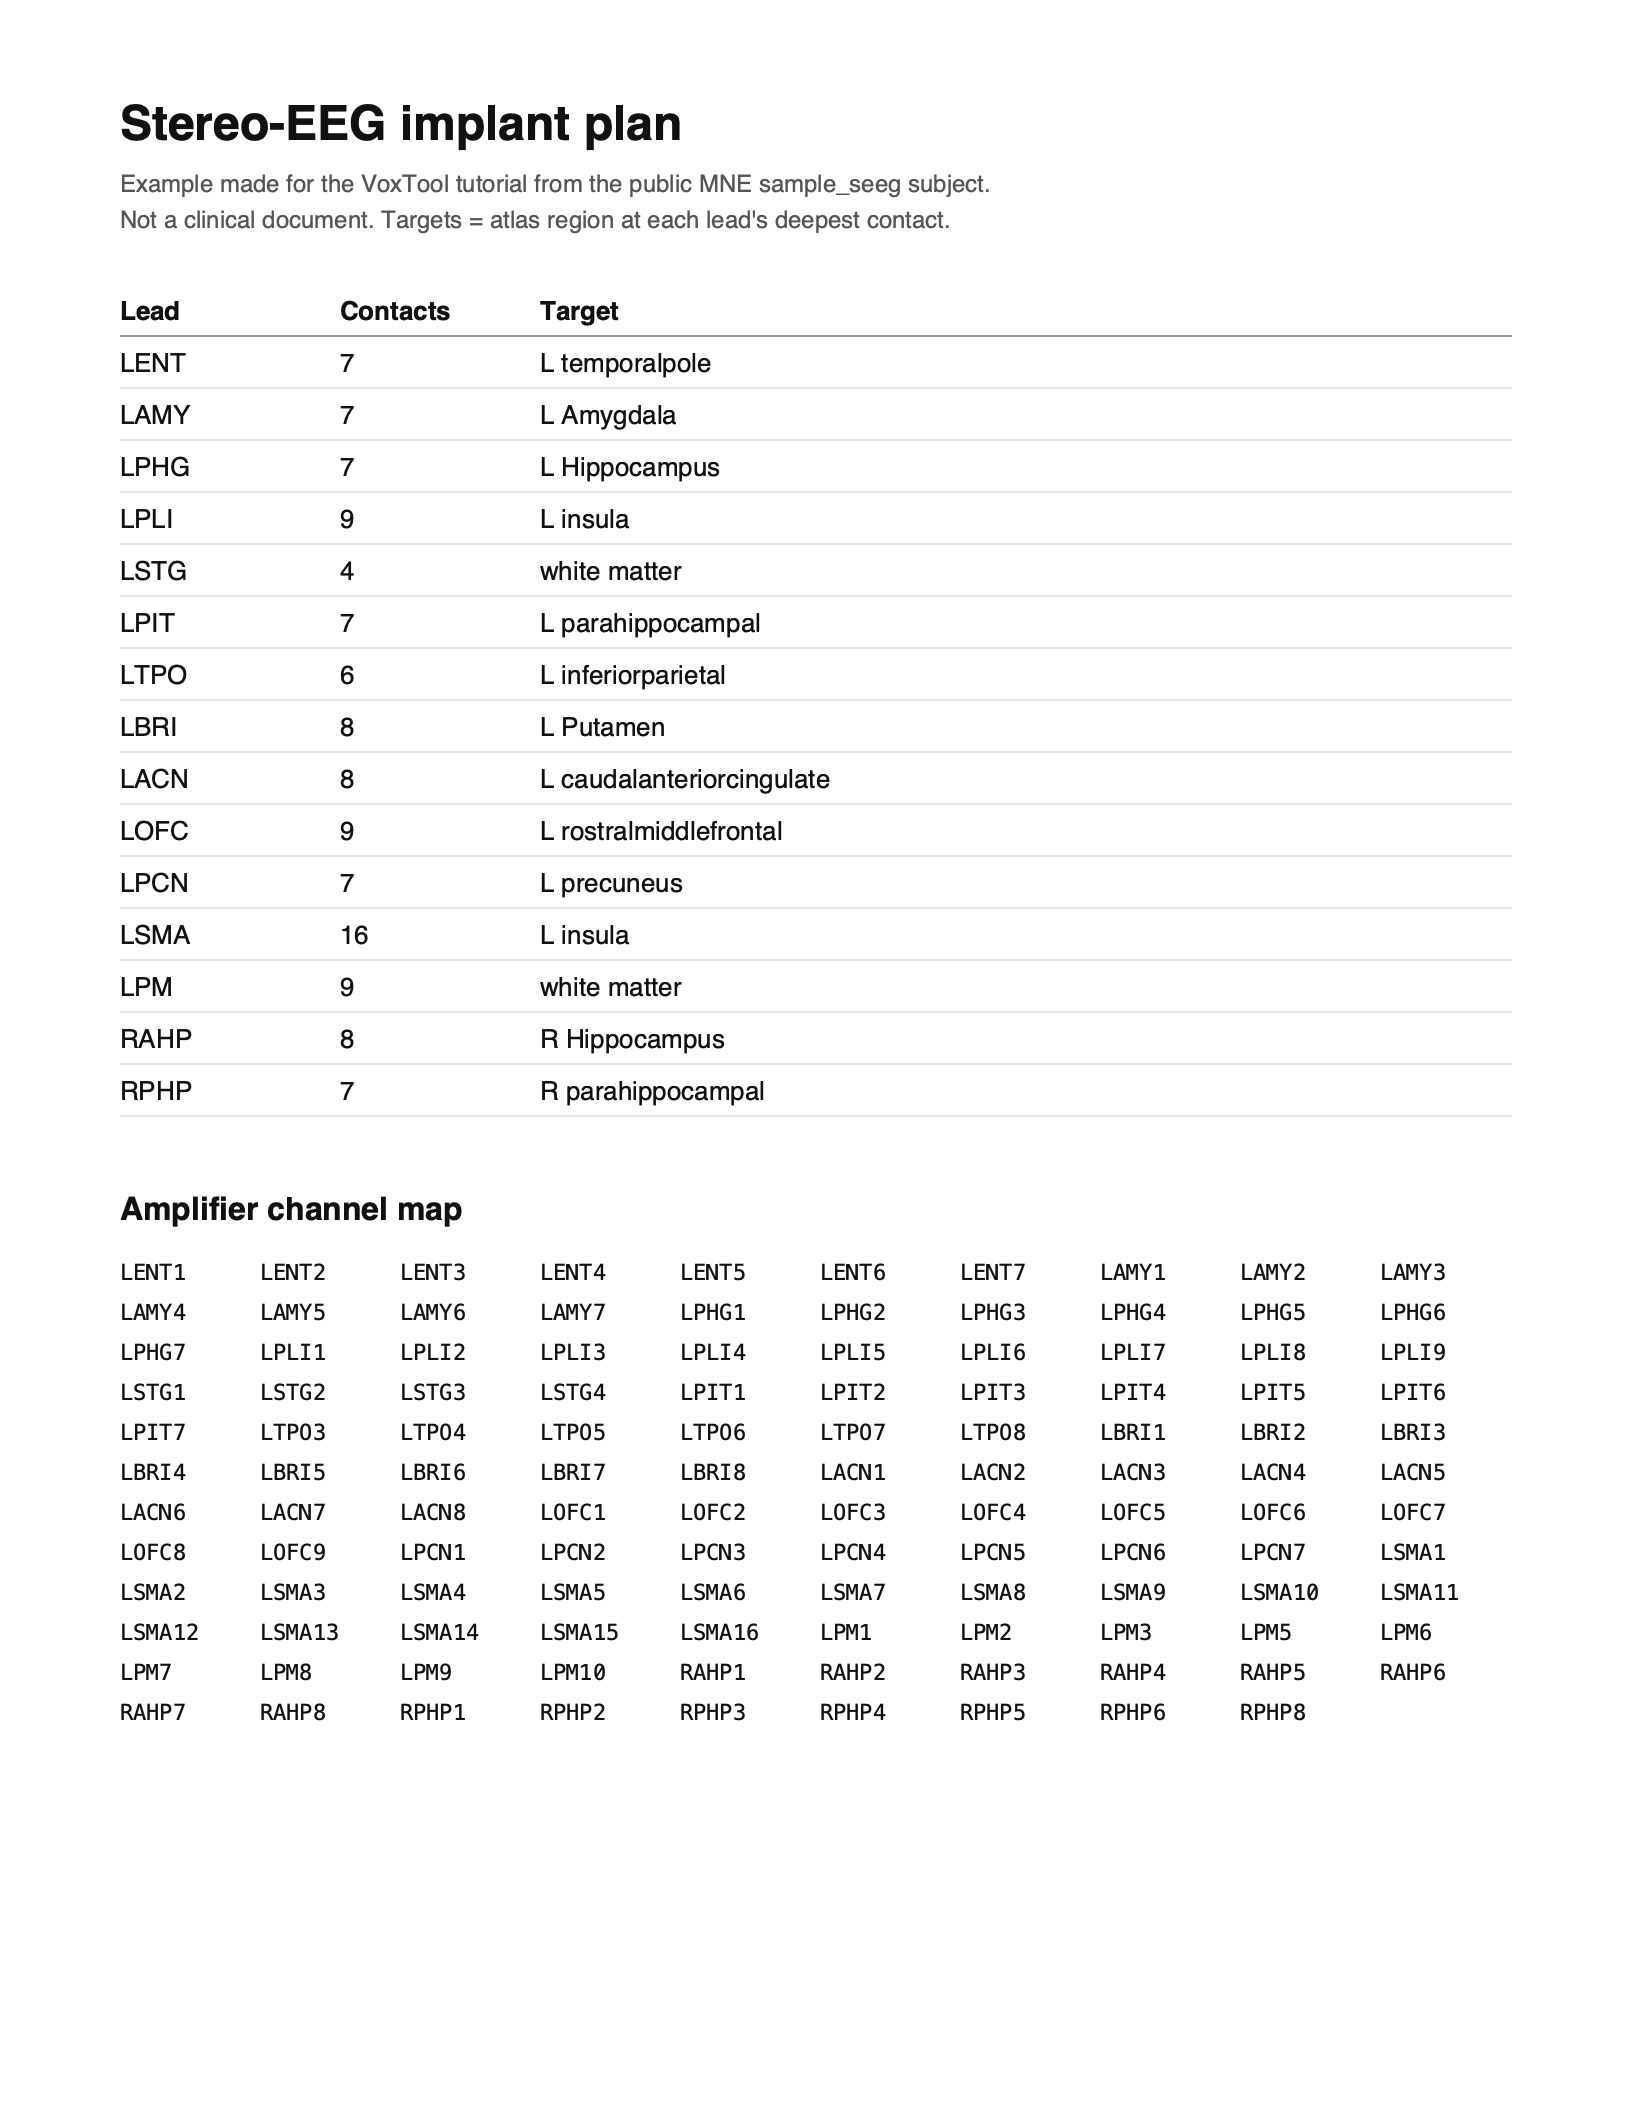 Stereo-EEG implant plan
Example made for the VoxTool tutorial from the public MNE sample_seeg subject.
Not a clinical document. Targets = atlas region at each lead's deepest contact.
Lead Contacts Target
LENT 7 L temporalpole
LAMY 7 L Amygdala
LPHG 7 L Hippocampus
LPLI 9 L insula
LSTG 4 white matter
LPIT 7 L parahippocampal
LTPO 6 L inferiorparietal
LBRI 8 L Putamen
LACN 8 L caudalanteriorcingulate
LOFC 9 L rostralmiddlefrontal
LPCN 7 L precuneus
LSMA 16 L insula
LPM 9 white matter
RAHP 8 R Hippocampus
RPHP 7 R parahippocampal
Amplifier channel map
LENT1 LENT2 LENT3 LENT4 LENT5 LENT6 LENT7 LAMY1 LAMY2 LAMY3
LAMY4 LAMY5 LAMY6 LAMY7 LPHG1 LPHG2 LPHG3 LPHG4 LPHG5 LPHG6
LPHG7 LPLI1 LPLI2 LPLI3 LPLI4 LPLI5 LPLI6 LPLI7 LPLI8 LPLI9
LSTG1 LSTG2 LSTG3 LSTG4 LPIT1 LPIT2 LPIT3 LPIT4 LPIT5 LPIT6
LPIT7 LTPO3 LTPO4 LTPO5 LTPO6 LTPO7 LTPO8 LBRI1 LBRI2 LBRI3
LBRI4 LBRI5 LBRI6 LBRI7 LBRI8 LACN1 LACN2 LACN3 LACN4 LACN5
LACN6 LACN7 LACN8 LOFC1 LOFC2 LOFC3 LOFC4 LOFC5 LOFC6 LOFC7
LOFC8 LOFC9 LPCN1 LPCN2 LPCN3 LPCN4 LPCN5 LPCN6 LPCN7 LSMA1
LSMA2 LSMA3 LSMA4 LSMA5 LSMA6 LSMA7 LSMA8 LSMA9 LSMA10 LSMA11
LSMA12 LSMA13 LSMA14 LSMA15 LSMA16 LPM1 LPM2 LPM3 LPM5 LPM6
LPM7 LPM8 LPM9 LPM10 RAHP1 RAHP2 RAHP3 RAHP4 RAHP5 RAHP6
RAHP7 RAHP8 RPHP1 RPHP2 RPHP3 RPHP4 RPHP5 RPHP6 RPHP8